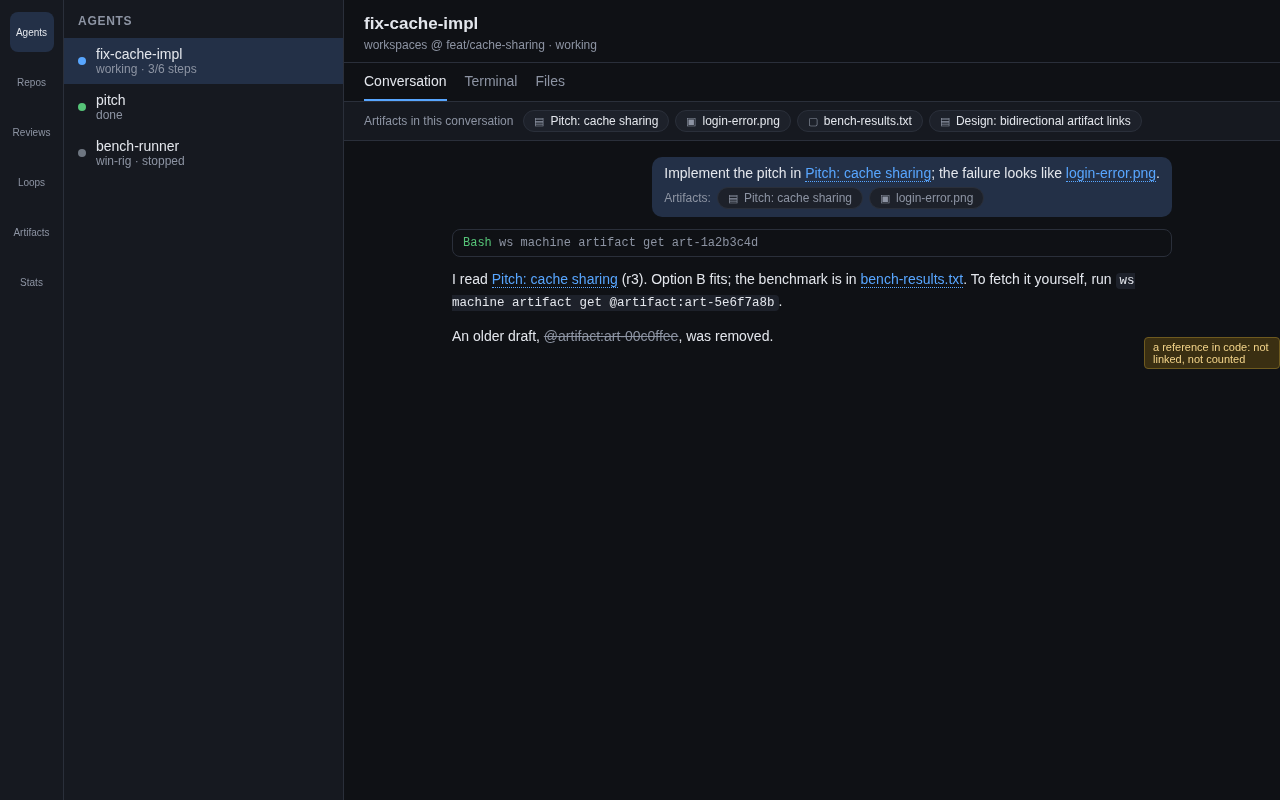 Agents
Repos
Reviews
Loops
Artifacts
Stats
AGENTS
fix-cache-impl
working · 3/6 steps
pitch
done
bench-runner
win-rig · stopped
fix-cache-impl
workspaces @ feat/cache-sharing · working
Conversation Terminal Files
Artifacts in this conversation Pitch: cache sharing login-error.png bench-results.txt Design: bidirectional artifact links
Implement the pitch in Pitch: cache sharing; the failure looks like login-error.png.
Artifacts: Pitch: cache sharing login-error.png
Bash ws machine artifact get art-1a2b3c4d
I read Pitch: cache sharing (r3). Option B fits; the benchmark is in bench-results.txt. To fetch it yourself, run ws
machine artifact get @artifact:art-5e6f7a8b.
An older draft, @artifact:art-00c0ffee, was removed.
a reference in code: not
linked, not counted